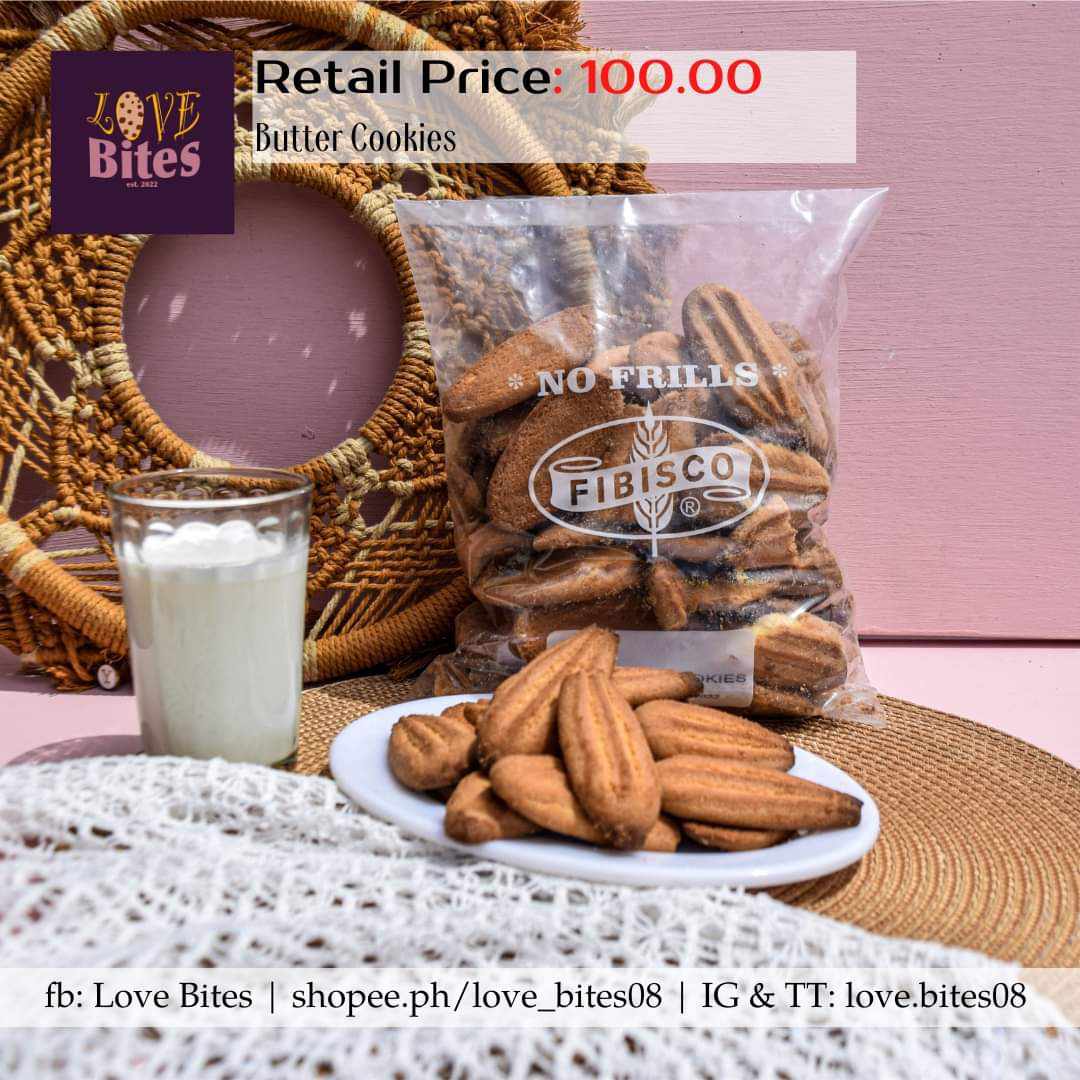 LOVE
Bites
est. 2022
Retail Price: 100.00
Butter Cookies
* NO FRILLS *
FIBISCO
®
Y
fb: Love Bites | shopee.ph/love_bites08 | IG & TT: love.bites08